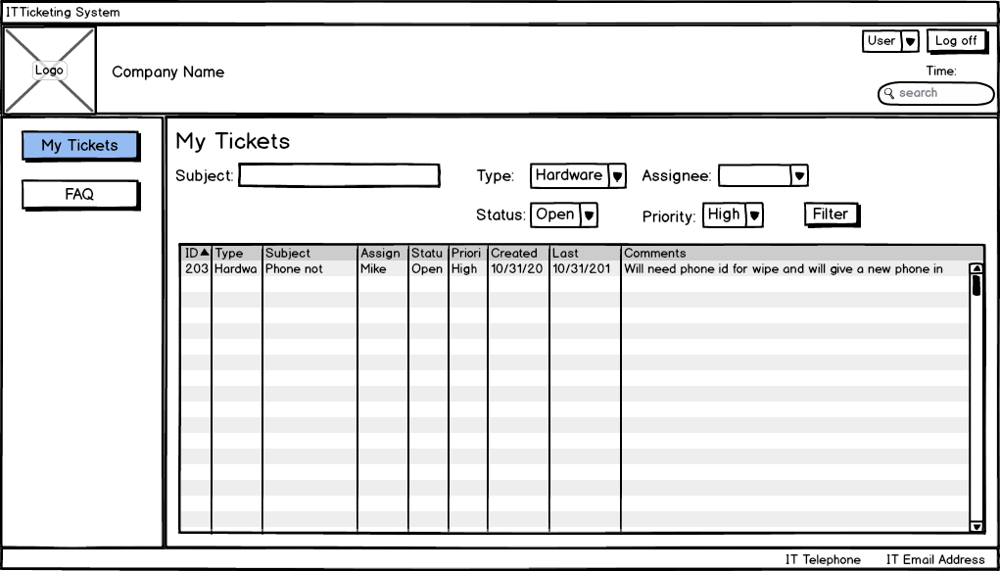 ITTicketing System
Logo
Company Name
User
Log off
Time:
search
My Tickets
FAQ
My Tickets
Subject:
Type: Hardware
Assignee:
Status: Open
Priority: High
Filter
ID Type Subject Assign Statu Priori Created Last Comments
203 Hardwa Phone not Mike Open High 10/31/20 10/31/201 Will need phone id for wipe and will give a new phone in
IT Telephone IT Email Address